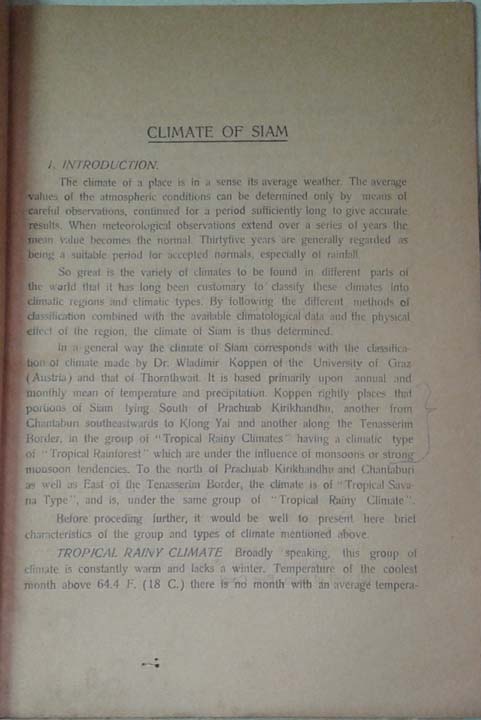 CLIMATE OF SIAM
1. INTRODUCTION.
The climate of a place is in a sense its average weather. The average
values of the atmospheric conditions can be determined only by means of
careful observations, continued for a period sufficiently long to give accurate
results. When meteorological observations extend over a series of years the
mean value becomes the normal. Thirtyfive years are generally regarded as
being a suitable period for accepted normals, especially of rainfall.
So great is the variety of climates to be found in different parts of
the world that it has long been customary to classify these climates into
climatic regions and climatic types. By following the different methods of
classification combined with the available climatological data and the physical
effect of the region, the climate of Siam is thus determined.
In a general way the climate of Siam corresponds with the classifica-
tion of climate made by Dr. Wladimir Koppen of the University of Graz
(Austria) and that of Thornthwait. It is based primarily upon annual and
monthly mean of temperature and precipitation. Koppen rightly places that
portions of Siam lying South of Prachuab Kirikhandhu, another from
Chantaburi southeastwards to Klong Yai and another along the Tenasserim
Border, in the group of "Tropical Rainy Climates" having a climatic type
of "Tropical Rainforest" which are under the influence of monsoons or strong
monsoon tendencies. To the north of Prachuab Kirikhandhu and Chantaburi
as well as East of the Tenasserim Border, the climate is of "Tropical Sava-
na Type", and is, under the same group of "Tropical Rainy Climate".
Before proceding further, it would be well to present here brief
characteristics of the group and types of climate mentioned above.
TROPICAL RAINY CLIMATE Broadly speaking, this group of
climate is constantly warm and lacks a winter. Temperature of the coolest
month above 64.4 F. (18 C.) there is no month with an average tempera-